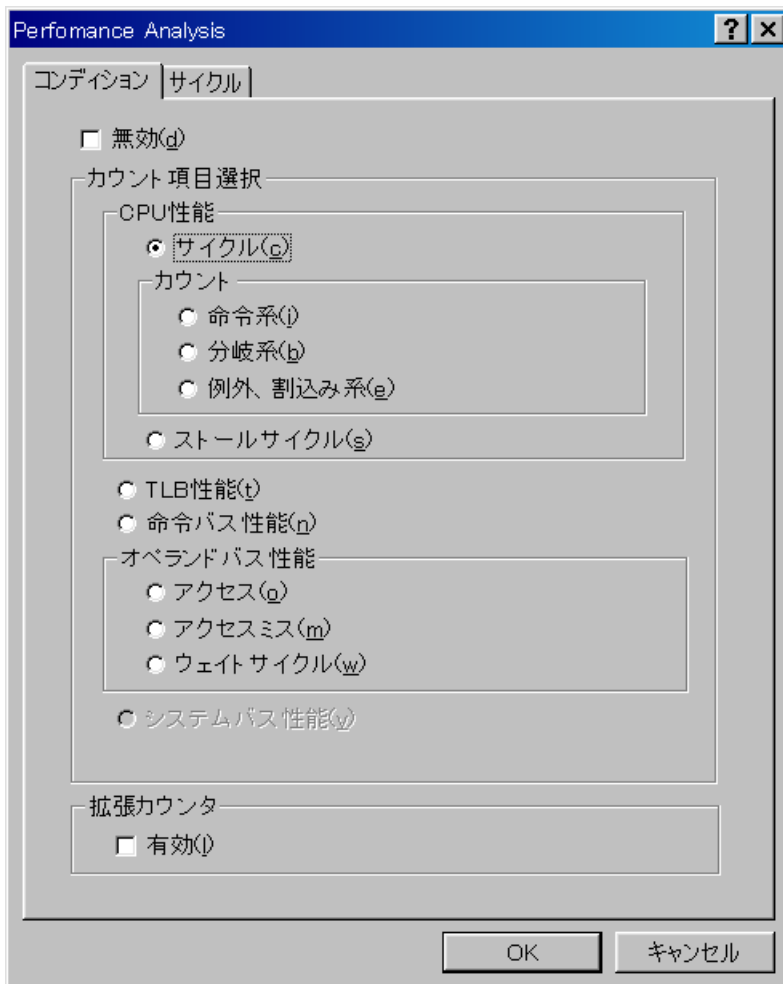 Perfomance Analysis
コンディション サイクル
無効(d)
カウント項目選択
CPU性能
サイクル(c)
カウント
命令系(i)
分岐系(b)
例外、割込み系(e)
ストールサイクル(s)
TLB性能(t)
命令バス性能(n)
オペランドバス性能
アクセス(o)
アクセスミス(m)
ウェイトサイクル(w)
システムバス性能(y)
拡張カウンタ
有効(l)
OK キャンセル